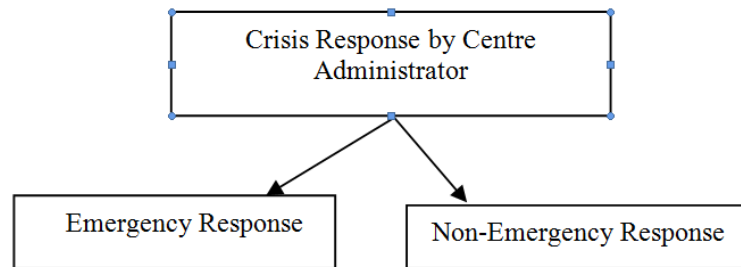 Crisis Response by Centre
Administrator
Emergency Response
Non-Emergency Response